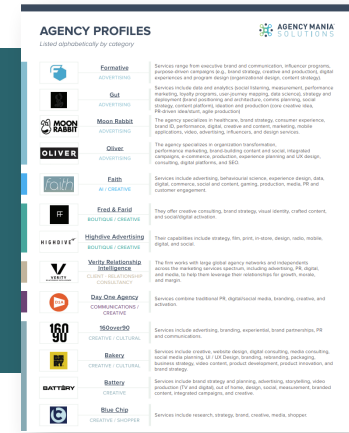 AGENCY PROFILES
Listed alphabetically by category
AGENCY MANIA
SOLUTIONS
Formative
ADVERTISING
Services range from executive brand and communication, influencer programs,
purpose driven campaigns (e.g., brand strategy, creative and production), digital
experiences and program design (organizational design, content strategy).
Gut
ADVERTISING
Services include data and analytics (social listening, measurement, performance
marketing, loyalty programs, user-journey mapping, data science), strategy and
deployment (brand positioning and architecture, comms planning, social
strategy, content platform), ideation and production (core creative idea,
PR-driven idea/stunt, agile production)
MOON
RABBIT
Moon Rabbit
ADVERTISING
The agency specializes in healthcare, brand strategy, consumer experience,
brand ID, performance, digital, creative and content, marketing, mobile
applications, video, advertising, influencers, and design services.
OLIVER
Oliver
ADVERTISING
The agency specializes in organization transformation,
performance marketing, brand-building content and social, integrated
campaigns, e-commerce, production, experience planning and UX design,
consulting, digital platforms, and SEO.
faith
Faith
AI / CREATIVE
Services include advertising, behavioural science, experience design, data,
digital, commerce, social and content, gaming, production, media, PR and
customer engagement.
FF
Fred & Farid
BOUTIQUE / CREATIVE
They offer creative consulting, brand strategy, visual identity, crafted content,
and social/digital activation.
HIGHDIVE
Highdive Advertising
BOUTIQUE / CREATIVE
Their capabilities include strategy, film, print, in-store, design, radio, mobile,
digital, and social.
VERITY
Verity Relationship
Intelligence
CLIENT - RELATIONSHIP
CONSULTANCY
The firm works with large global agency networks and independents
across the marketing services spectrum, including advertising, PR, digital,
and media, to help them leverage their relationships for growth, morale,
and margin.
Day One Agency
COMMUNICATIONS /
CREATIVE
Services combine traditional PR, digital/social media, branding, creative, and
activation.
160
90
160over90
CREATIVE / CULTURAL
Services include advertising, branding, experiential, brand partnerships, PR
and communications.
Bakery
CREATIVE / CULTURAL
Services include: creative, website design, digital consulting, media consulting,
social media planning, UI / UX Design, branding, rebranding, packaging,
business strategy, video content, product development, product innovation, and
brand strategy.
BATTERY
Battery
CREATIVE
Services include brand strategy and planning, advertising, storytelling, video
production (TV and digital), out of home, design, social, measurement, branded
content, integrated campaigns, and creative.
Blue Chip
CREATIVE / SHOPPER
Services include research, strategy, brand, creative, media, shopper.